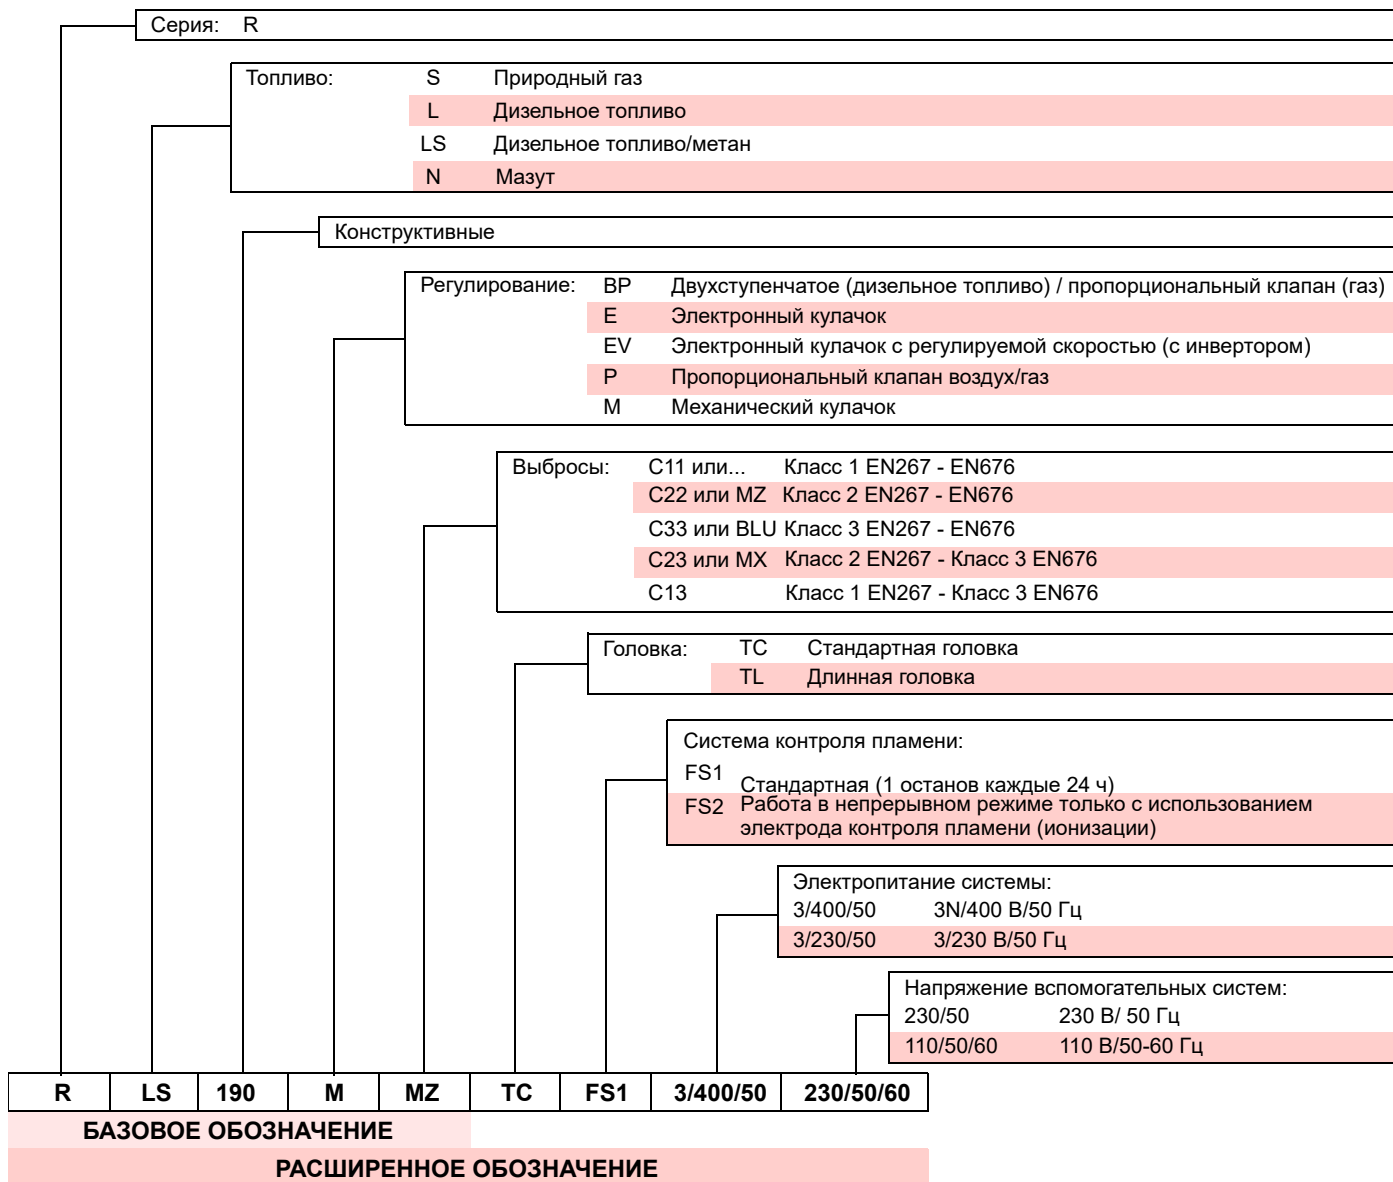 Серия: R
Топливо: S Природный газ
L Дизельное топливо
LS Дизельное топливо/метан
N Мазут
Конструктивные
Регулирование: BP Двухступенчатое (дизельное топливо) / пропорциональный клапан (газ)
E Электронный кулачок
EV Электронный кулачок с регулируемой скоростью (с инвертором)
P Пропорциональный клапан воздух/газ
M Механический кулачок
Выбросы: C11 или... Класс 1 EN267 - EN676
C22 или MZ Класс 2 EN267 - EN676
C33 или BLU Класс 3 EN267 - EN676
C23 или MX Класс 2 EN267 - Класс 3 EN676
C13 Класс 1 EN267 - Класс 3 EN676
Головка: TC Стандартная головка
TL Длинная головка
Система контроля пламени:
FS1 Стандартная (1 останов каждые 24 ч)
FS2 Работа в непрерывном режиме только с использованием
электрода контроля пламени (ионизации)
Электропитание системы:
3/400/50 3N/400 В/50 Гц
3/230/50 3/230 В/50 Гц
Напряжение вспомогательных систем:
230/50 230 В/ 50 Гц
110/50/60 110 В/50-60 Гц
R LS 190 M MZ TC FS1 3/400/50 230/50/60
БАЗОВОЕ ОБОЗНАЧЕНИЕ
РАСШИРЕННОЕ ОБОЗНАЧЕНИЕ